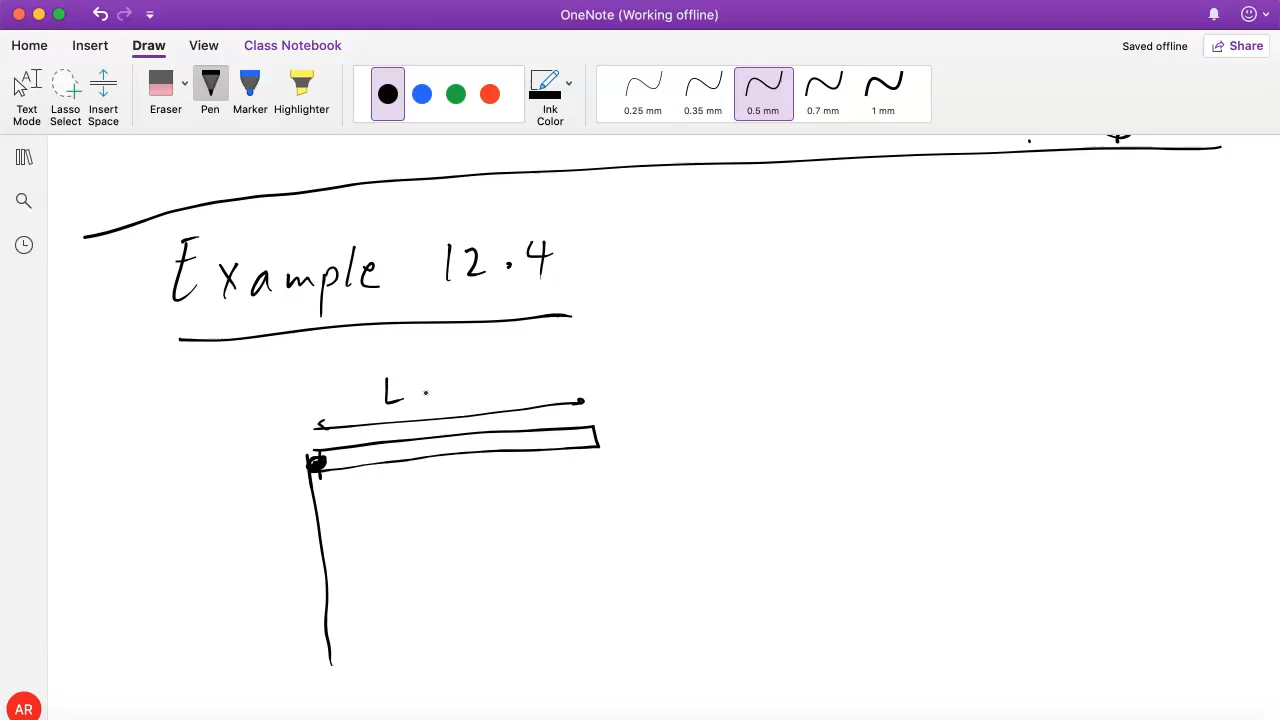 OneNote (Working offline)
Home Insert Draw View Class Notebook
Saved offline Share
Text Mode
Lasso Select
Insert Space
Eraser
Pen
Marker
Highlighter
Ink Color
0.25 mm
0.35 mm
0.5 mm
0.7 mm
1 mm
Example 12.4
L
AR